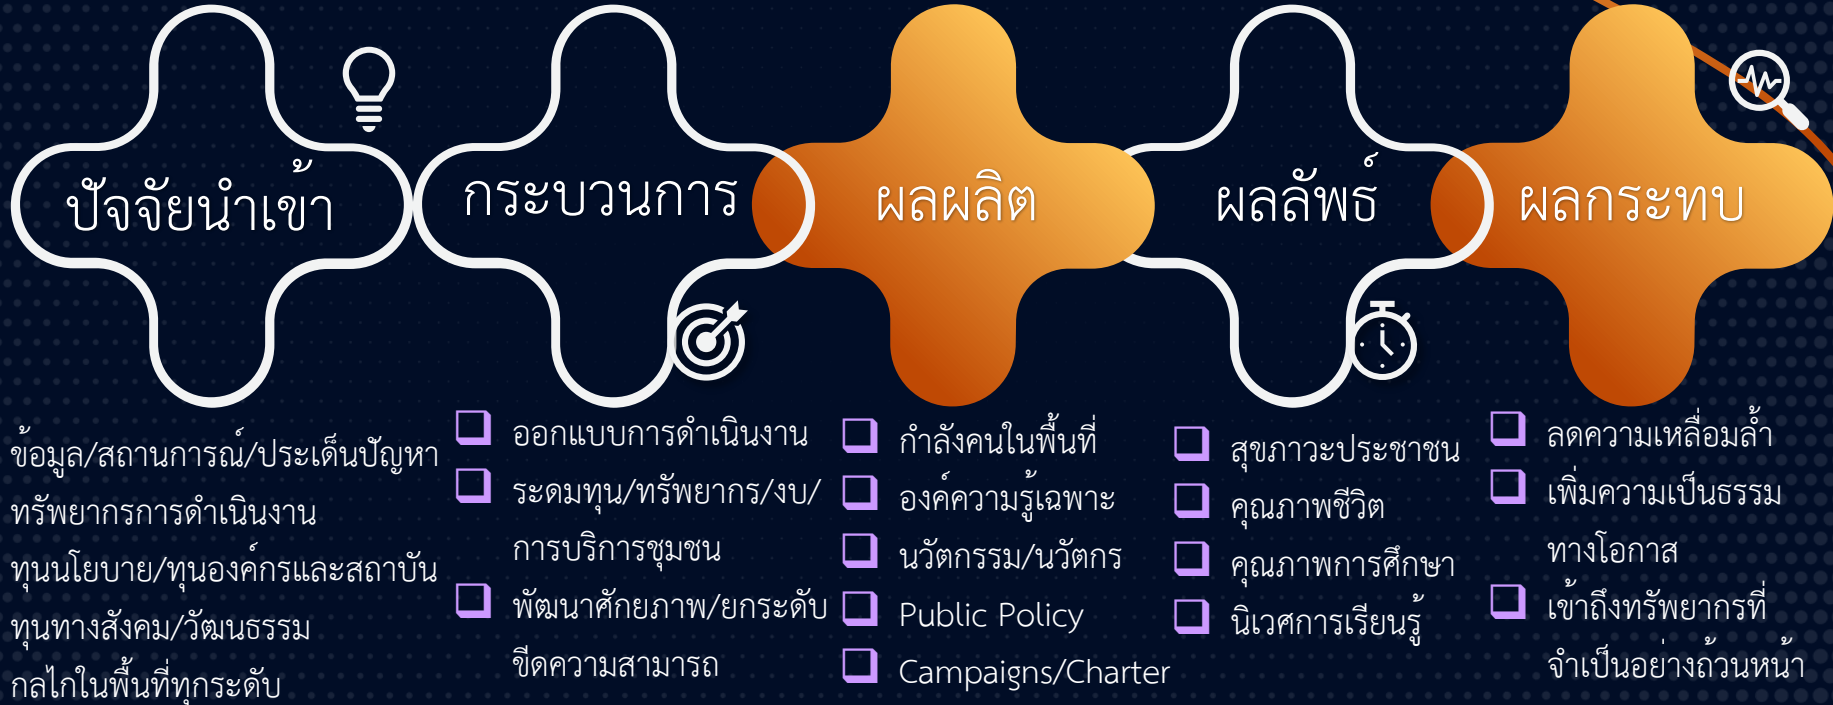 ปัจจัยนำเข้า
กระบวนการ
ผลผลิต
ผลลัพธ์
ผลกระทบ
ข้อมูล/สถานการณ์/ประเด็นปัญหา
ทรัพยากรการดำเนินงาน
ทุนนโยบาย/ทุนองค์กรและสถาบัน
ทุนทางสังคม/วัฒนธรรม
กลไกในพื้นที่ทุกระดับ
ออกแบบการดำเนินงาน
ระดมทุน/ทรัพยากร/งบ/
การบริการชุมชน
พัฒนาศักยภาพ/ยกระดับ
ขีดความสามารถ
กำลังคนในพื้นที่
องค์ความรู้เฉพาะ
นวัตกรรม/นวัตกร
Public Policy
Campaigns/Charter
สุขภาวะประชาชน
คุณภาพชีวิต
คุณภาพการศึกษา
นิเวศการเรียนรู้
ลดความเหลื่อมล้ำ
เพิ่มความเป็นธรรม
ทางโอกาส
เข้าถึงทรัพยากรที่
จำเป็นอย่างถ้วนหน้า